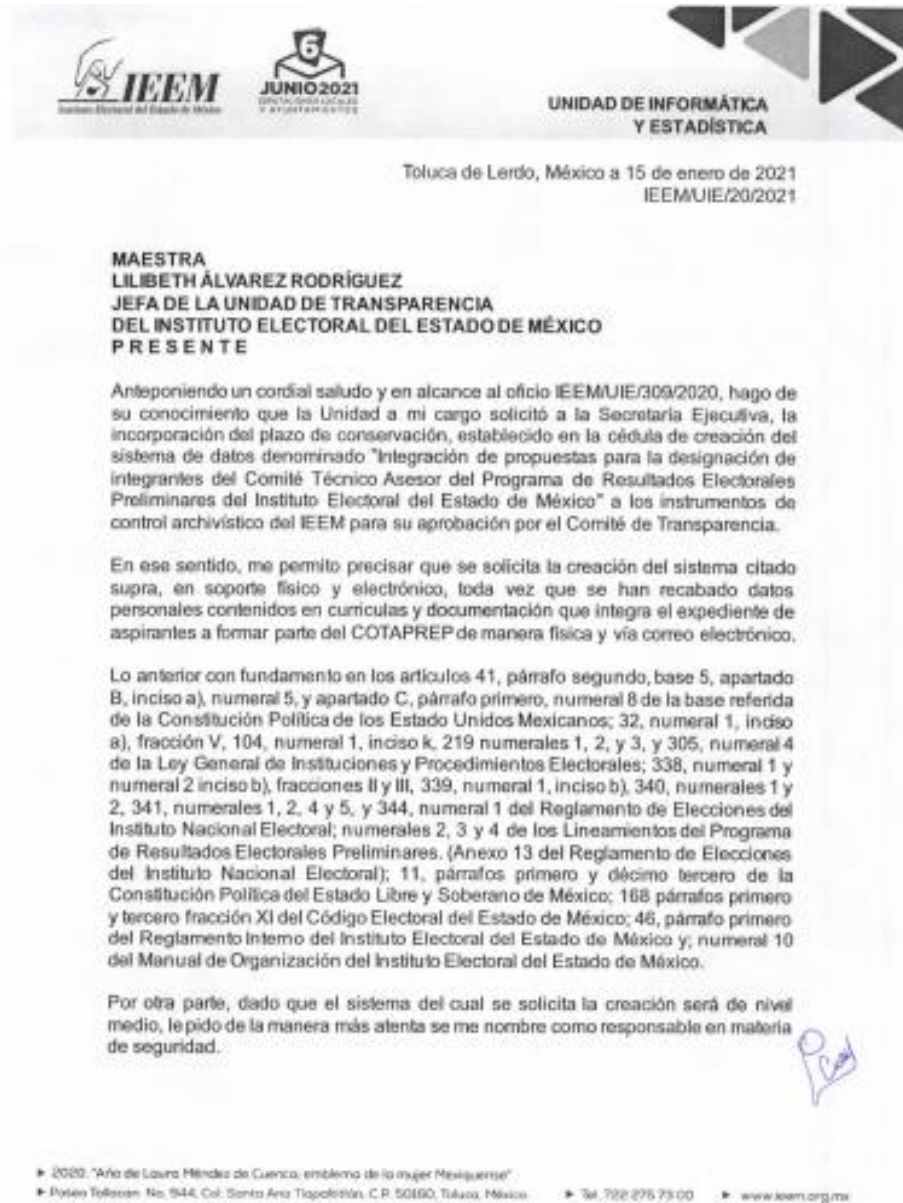 IEEM
Instituto Electoral del Estado de México
6
JUNIO2021
DIPUTACIONES LOCALES
Y AYUNTAMIENTOS
UNIDAD DE INFORMÁTICA
Y ESTADÍSTICA
Toluca de Lerdo, México a 15 de enero de 2021
IEEM/UIE/20/2021
MAESTRA
LILIBETH ÁLVAREZ RODRÍGUEZ
JEFA DE LA UNIDAD DE TRANSPARENCIA
DEL INSTITUTO ELECTORAL DEL ESTADO DE MÉXICO
P R E S E N T E
Anteponiendo un cordial saludo y en alcance al oficio IEEM/UIE/309/2020, hago de
su conocimiento que la Unidad a mi cargo solicitó a la Secretaría Ejecutiva, la
incorporación del plazo de conservación, establecido en la cédula de creación del
sistema de datos denominado "Integración de propuestas para la designación de
integrantes del Comité Técnico Asesor del Programa de Resultados Electorales
Preliminares del Instituto Electoral del Estado de México" a los instrumentos de
control archivístico del IEEM para su aprobación por el Comité de Transparencia.
En ese sentido, me permito precisar que se solicita la creación del sistema citado
supra, en soporte físico y electrónico, toda vez que se han recabado datos
personales contenidos en curriculas y documentación que integra el expediente de
aspirantes a formar parte del COTAPREP de manera física y vía correo electrónico.
Lo anterior con fundamento en los artículos 41, párrafo segundo, base 5, apartado
B, inciso a), numeral 5, y apartado C, párrafo primero, numeral 8 de la base referida
de la Constitución Política de los Estado Unidos Mexicanos; 32, numeral 1, inciso
a), fracción V, 104, numeral 1, inciso k, 219 numerales 1, 2, y 3, y 305, numeral 4
de la Ley General de Instituciones y Procedimientos Electorales; 338, numeral 1 y
numeral 2 inciso b), fracciones II y III, 339, numeral 1, inciso b), 340, numerales 1 y
2, 341, numerales 1, 2, 4 y 5, y 344, numeral 1 del Reglamento de Elecciones del
Instituto Nacional Electoral; numerales 2, 3 y 4 de los Lineamientos del Programa
de Resultados Electorales Preliminares. (Anexo 13 del Reglamento de Elecciones
del Instituto Nacional Electoral); 11, párrafos primero y décimo tercero de la
Constitución Política del Estado Libre y Soberano de México; 168 párrafos primero
y tercero fracción XI del Código Electoral del Estado de México; 46, párrafo primero
del Reglamento Interno del Instituto Electoral del Estado de México y; numeral 10
del Manual de Organización del Instituto Electoral del Estado de México.
Por otra parte, dado que el sistema del cual se solicita la creación será de nivel
medio, le pido de la manera más atenta se me nombre como responsable en materia
de seguridad.
► 2020. "Año de Laura Méndez de Cuenca; emblema de la mujer Mexiquense"
► Paseo Tollocan No. 944, Col. Santa Ana Tlapaltitlán, C.P. 50160, Toluca, México. ► Tel. 722 275 73 00 ► www.ieem.org.mx